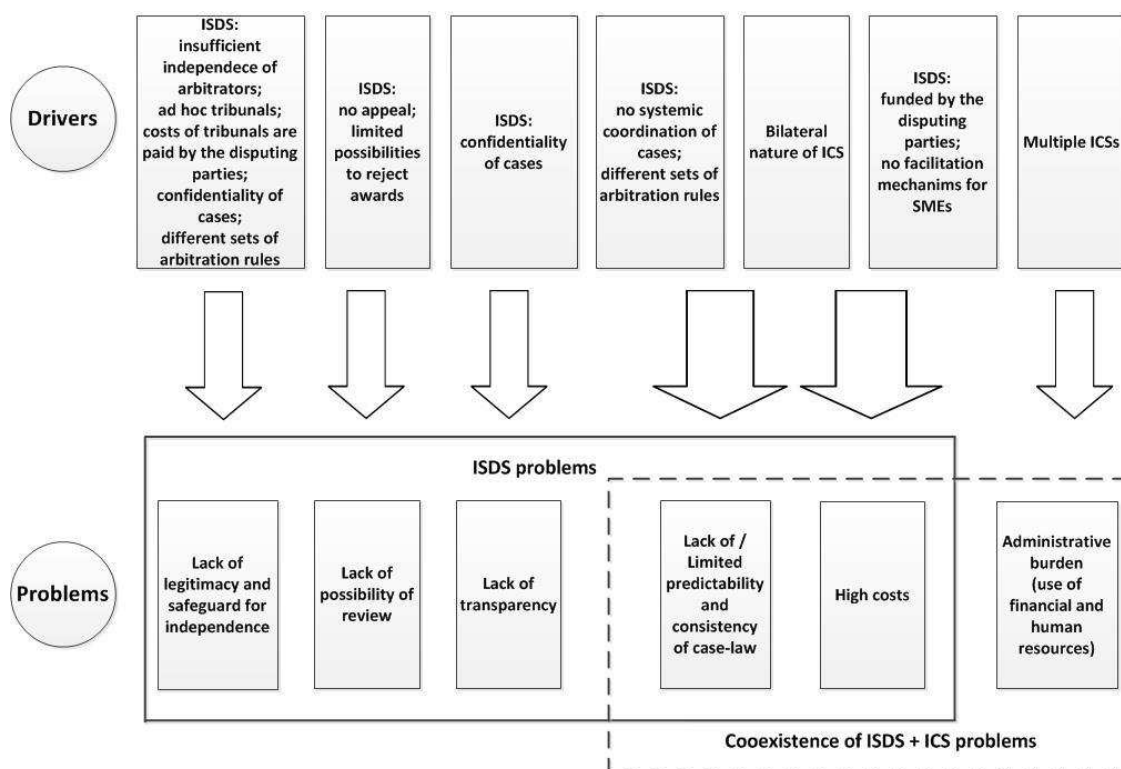 Drivers
ISDS:
insufficient
independece of
arbitrators;
ad hoc tribunals;
costs of tribunals are
paid by the disputing
parties;
confidentiality of
cases;
different sets of
arbitration rules
ISDS:
no appeal;
limited
possibilities
to reject
awards
ISDS:
confidentiality
of cases
ISDS:
no systemic
coordination of
cases;
different sets of
arbitration rules
Bilateral
nature of ICS
ISDS:
funded by the
disputing
parties;
no facilitation
mechanims for
SMEs
Multiple ICSs
ISDS problems
Problems
Lack of
legitimacy and
safeguard for
independence
Lack of
possibility of
review
Lack of
transparency
Lack of /
Limited
predictability
and
consistency
of case-law
High costs
Administrative
burden
(use of
financial and
human
resources)
Cooexistence of ISDS + ICS problems